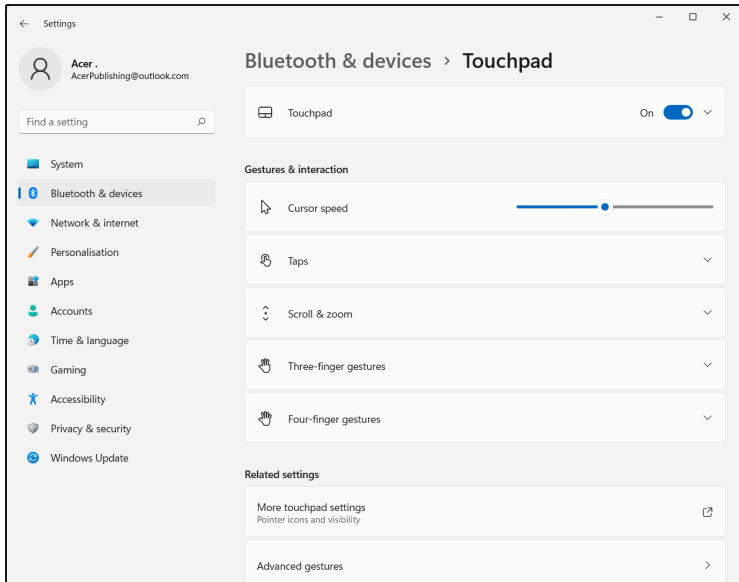 Settings
Acer .
AcerPublishing@outlook.com
Find a setting
System
Bluetooth & devices
Network & internet
Personalisation
Apps
Accounts
Time & language
Gaming
Accessibility
Privacy & security
Windows Update
Bluetooth & devices › Touchpad
Touchpad On
Gestures & interaction
Cursor speed
Taps
Scroll & zoom
Three-finger gestures
Four-finger gestures
Related settings
More touchpad settings
Pointer icons and visibility
Advanced gestures